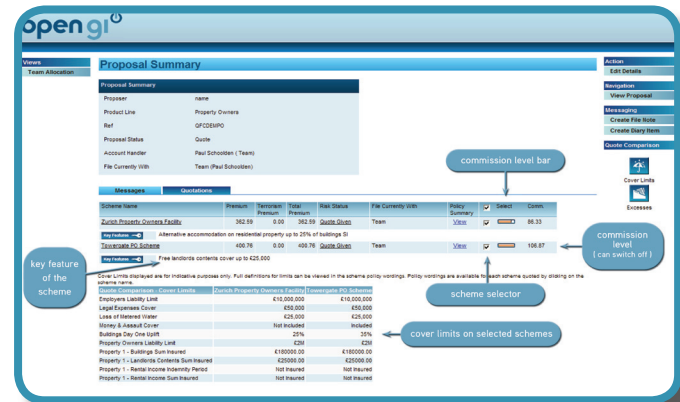 open gi
Views
Team Allocation
Proposal Summary
Proposal Summary
Proposer name
Product Line Property Owners
Ref GFCDEMPO
Proposal Status Quote
Account Handler Paul Schoolden ( Team)
File Currently With Team (Paul Schoolden)
Action
Edit Details
Navigation
View Proposal
Messaging
Create File Note
Create Diary Item
Quote Comparison
Cover Limits
Excesses
commission level bar
Messages Quotations
Scheme Name Premium Terrorism Premium Total Premium Risk Status File Currently With Policy Summary Select Comm.
Zurich Property Owners Facility 362.59 0.00 362.59 Quote Given Team View 86.33
Key Features Alternative accommodation on residential property up to 25% of buildings SI
Towergate PO Scheme 400.76 0.00 400.76 Quote Given Team View 106.87
Key Features Free landlords contents cover up to £25,000
commission
level
( can switch off )
key feature
of the
scheme
scheme selector
Cover Limits displayed are for indicative purposes only. Full definitions for limits can be viewed in the scheme policy wordings. Policy wordings are available for each scheme quoted by clicking on the
scheme name.
Quote Comparison - Cover Limits Zurich Property Owners Facility Towergate PO Scheme
Employers Liability Limit £10,000,000 £10,000,000
Legal Expenses Cover £50,000 £50,000
Loss of Metered Water £25,000 £25,000
Money & Assault Cover Not Included Included
Buildings Day One Uplift 25% 35%
Property Owners Liability Limit £2M £2M
Property 1 - Buildings Sum Insured £180000.00 £180000.00
Property 1 - Landlords Contents Sum Insured £25000.00 £25000.00
Property 1 - Rental Income Indemnity Period Not Insured Not Insured
Property 1 - Rental Income Sum Insured Not Insured Not Insured
cover limits on selected schemes